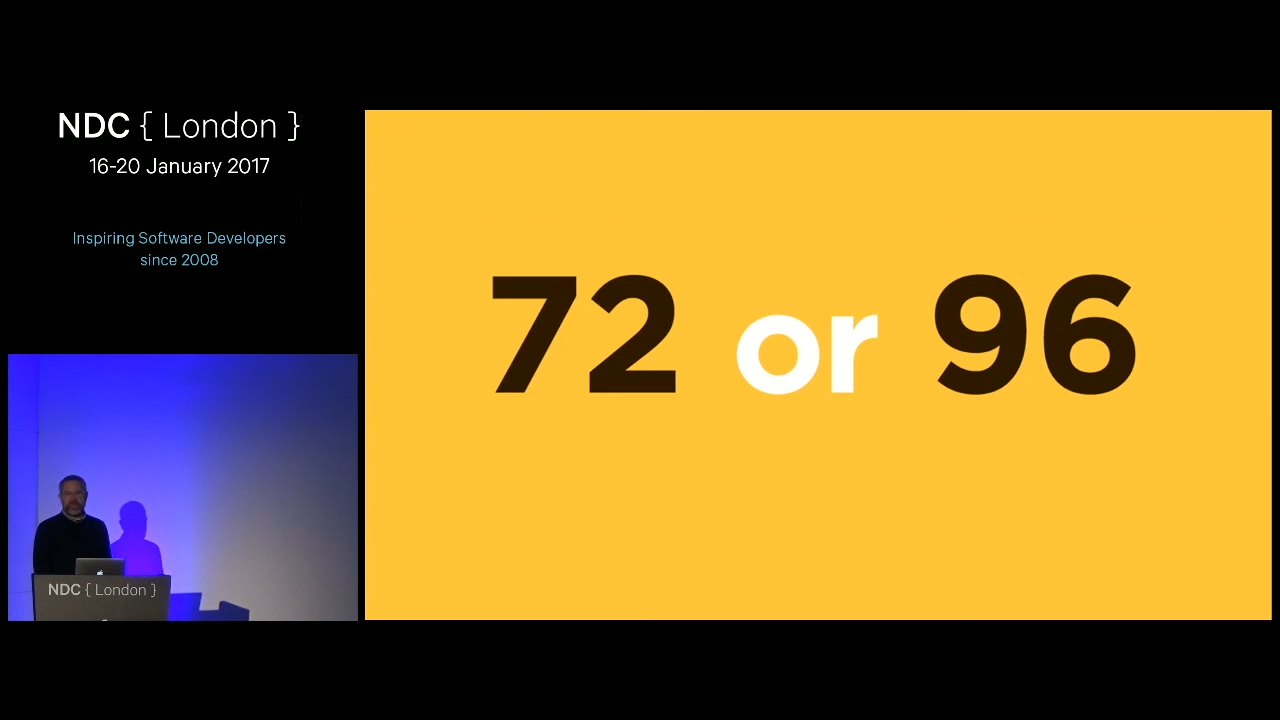 NDC { London }
16-20 January 2017
Inspiring Software Developers
since 2008
72 or 96
NDC { London }